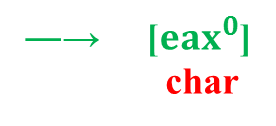 —→ [eax⁰]
char